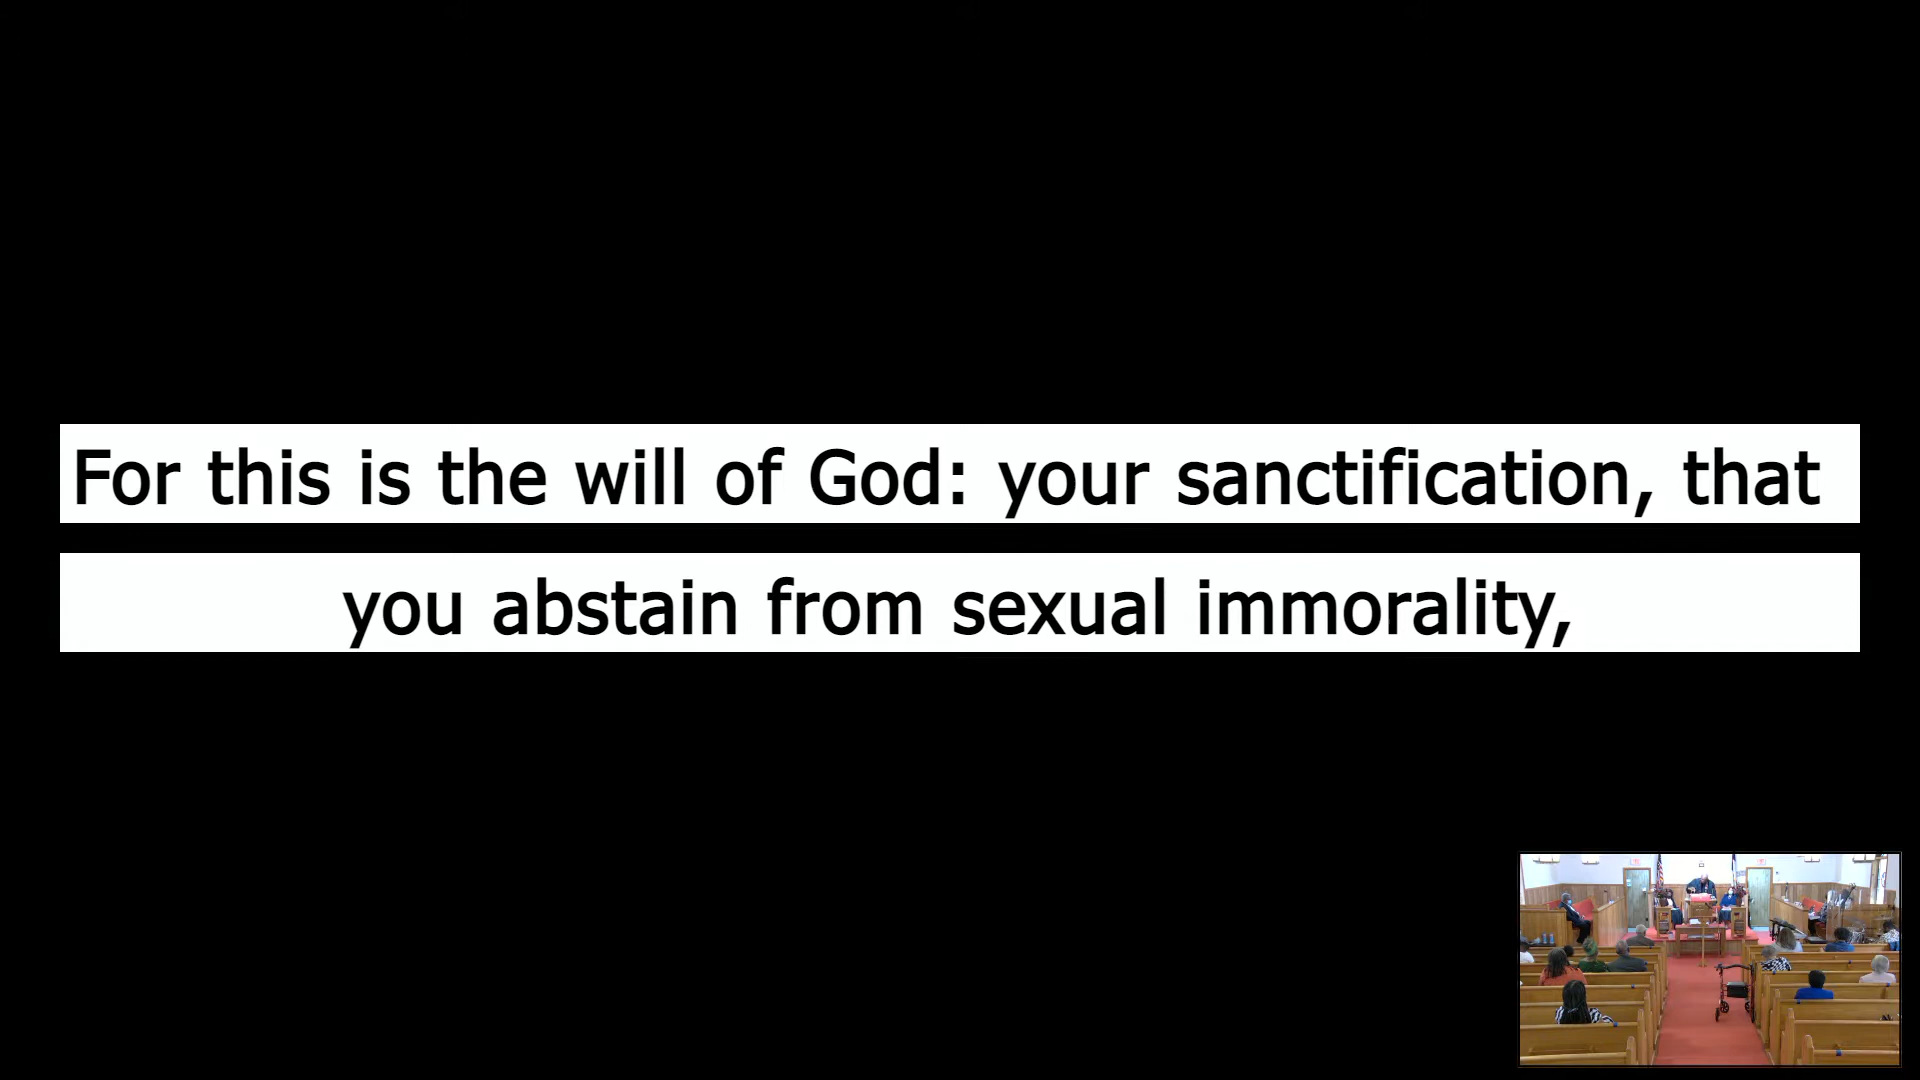 For this is the will of God: your sanctification, that
you abstain from sexual immorality,